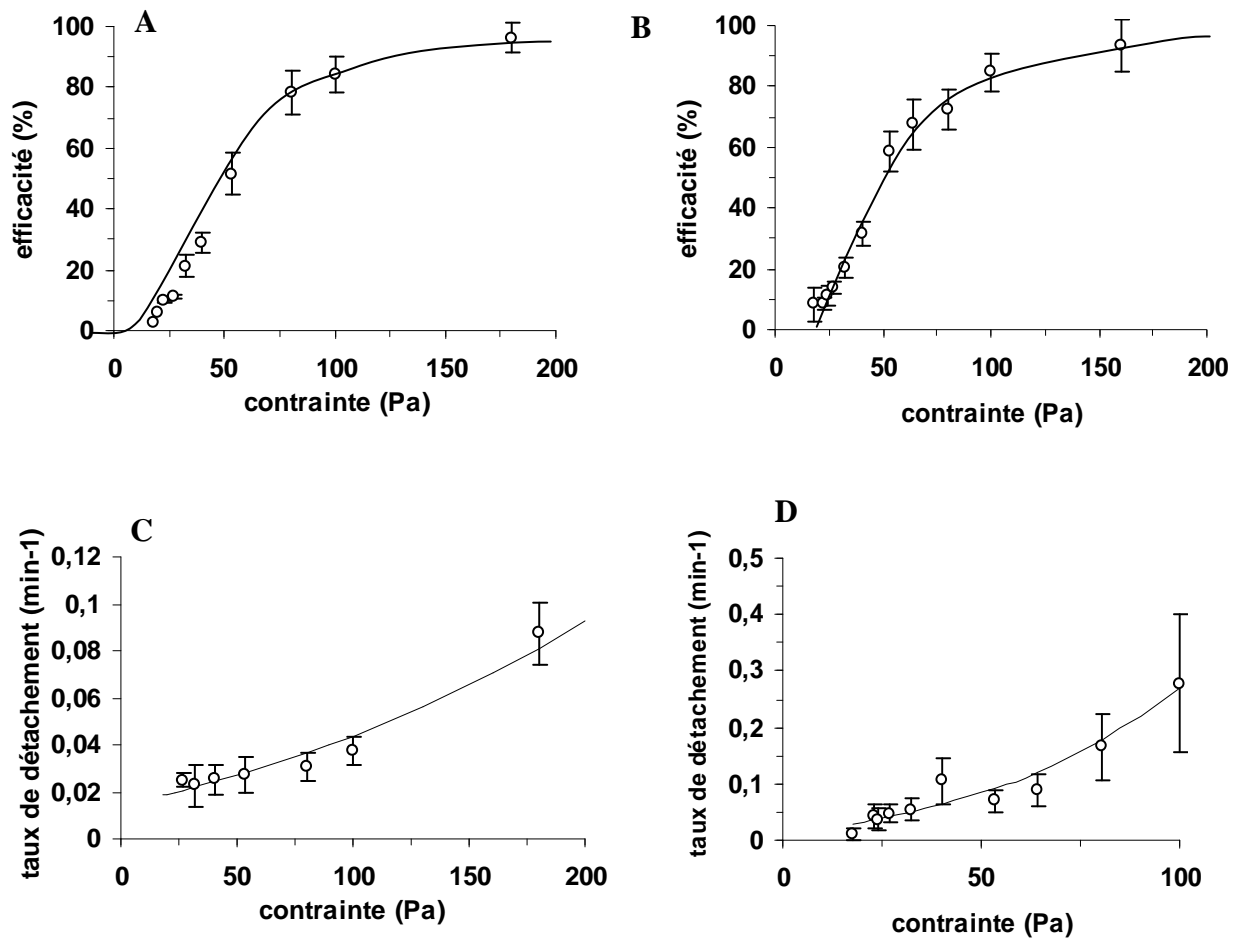 A
efficacité (%)
100
80
60
40
20
0
0 50 100 150 200
contrainte (Pa)
B
efficacité (%)
100
80
60
40
20
0
0 50 100 150 200
contrainte (Pa)
C
taux de détachement (min-1)
0,12
0,1
0,08
0,06
0,04
0,02
0
0 50 100 150 200
contrainte (Pa)
D
taux de détachement (min-1)
0,5
0,4
0,3
0,2
0,1
0
0 50 100
contrainte (Pa)